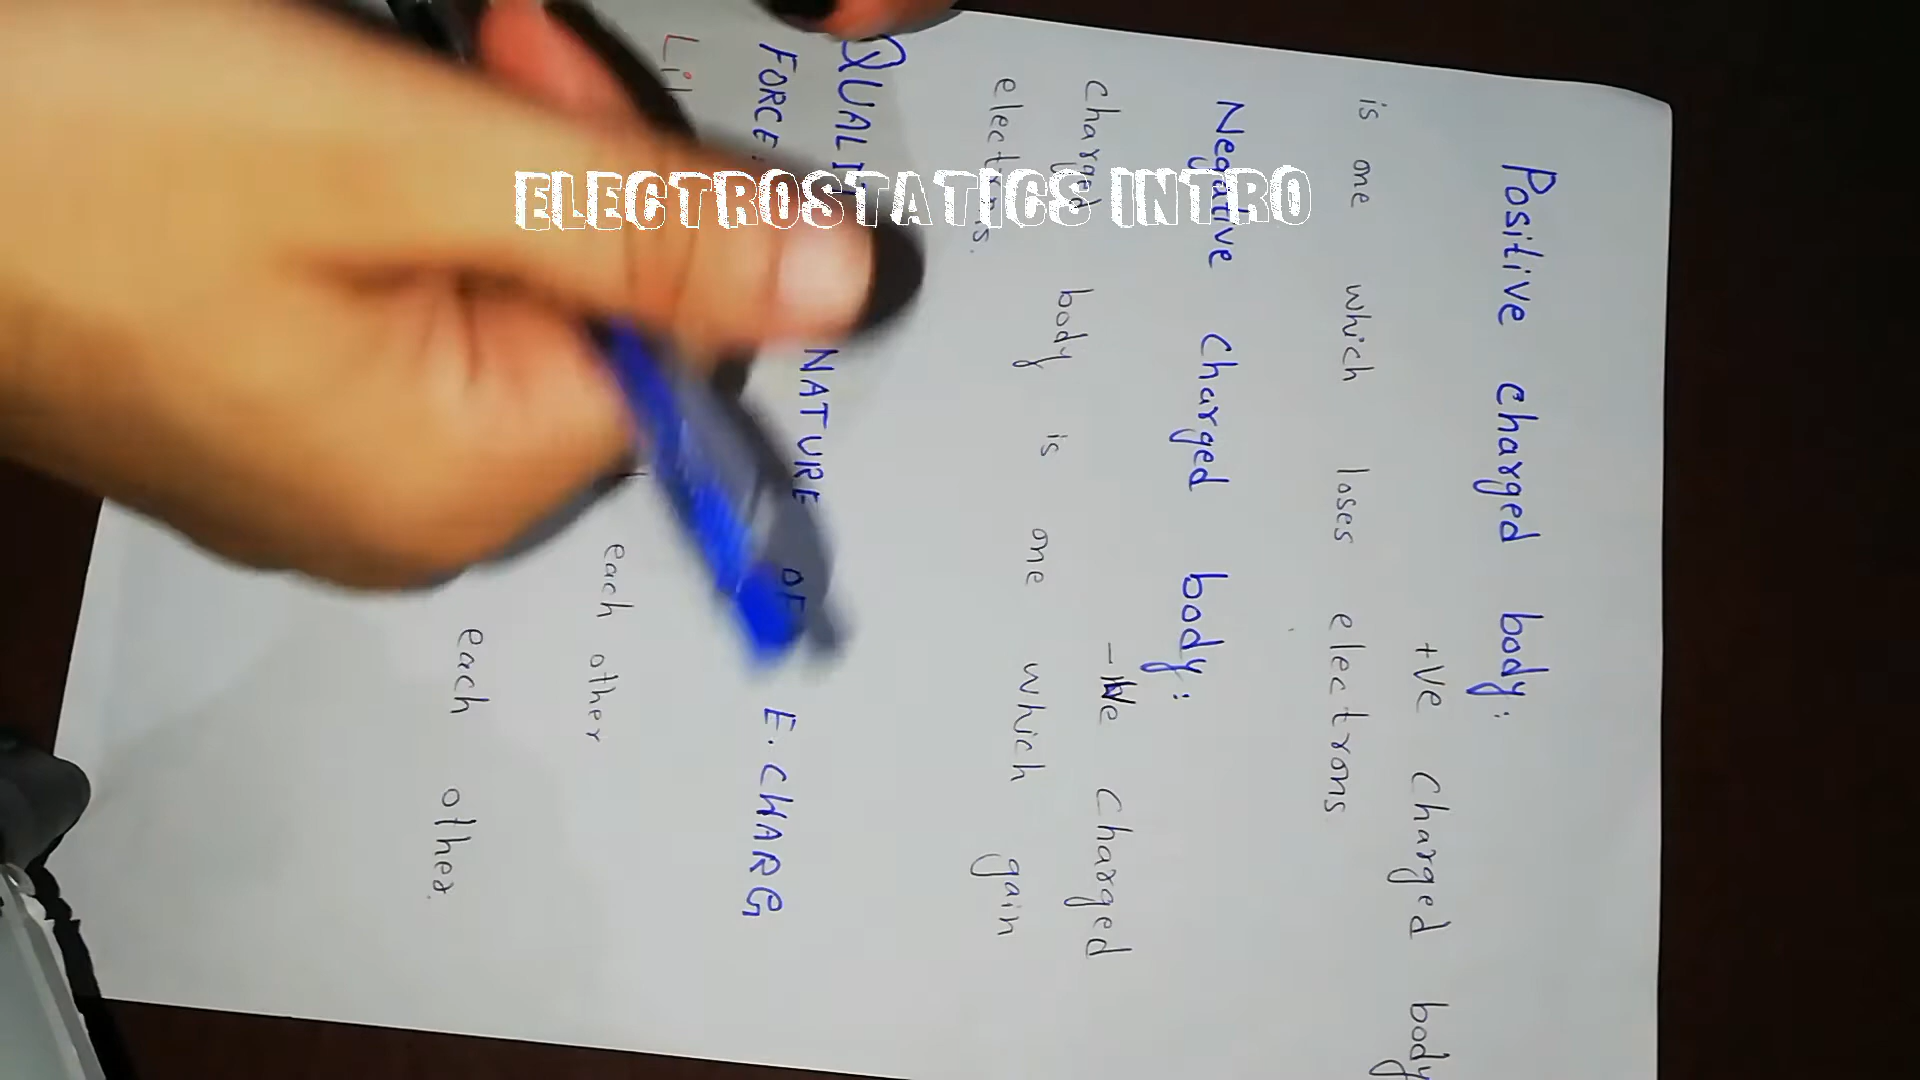 ELECTROSTATICS INTRO
Positive charged body:
+ve charged body
is one which loses electrons
Negative charged body:
-ve charged
charged body is one which gain
electrons.
NATURE OF E. CHARG
FORCE:
each other
each other.